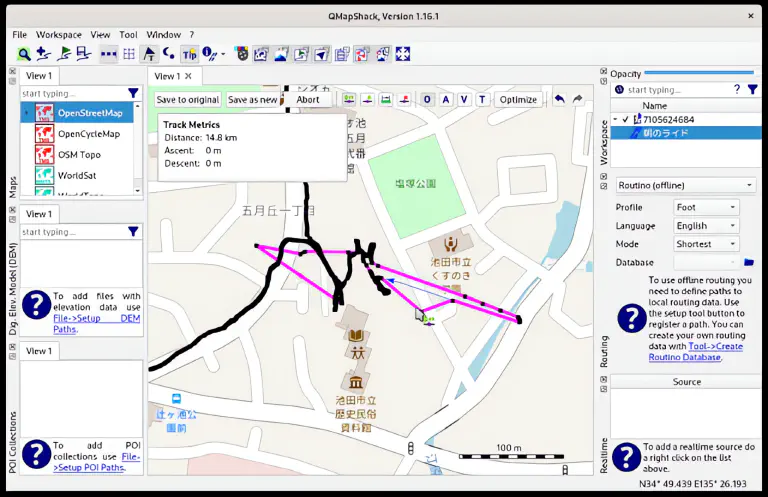 QMapShack, Version 1.16.1
File Workspace View Tool Window ?
Tip
View 1
start typing...
OpenStreetMap
OpenCycleMap
OSM Topo
WorldSat
WorldTopo
Maps
View 1
start typing...
To add files with
elevation data use
File->Setup DEM
Paths.
Dig. Elev. Model (DEM)
View 1
To add POI
collections use File-
>Setup POI Paths.
POI Collections
View 1
Save to original Save as new Abort O A V T Optimize
Track Metrics
Distance: 14.8 km
Ascent: 0 m
Descent: 0 m
五月丘一丁目
塩塚公園
池田市立
くすのき
池田市立
歴史民俗
資料館
辻ヶ池公
園前
100 m
Opacity
start typing...
Name
7105624684
朝のライド
Workspace
Routino (offline)
Profile Foot
Language English
Mode Shortest
Database
To use offline routing you
need to define paths to
local routing data. Use
the setup tool button to
register a path. You can
create your own routing
data with Tool->Create
Routino Database.
Routing
Source
To add a realtime source do
a right click on the list
above.
Realtime
N34° 49.439 E135° 26.193